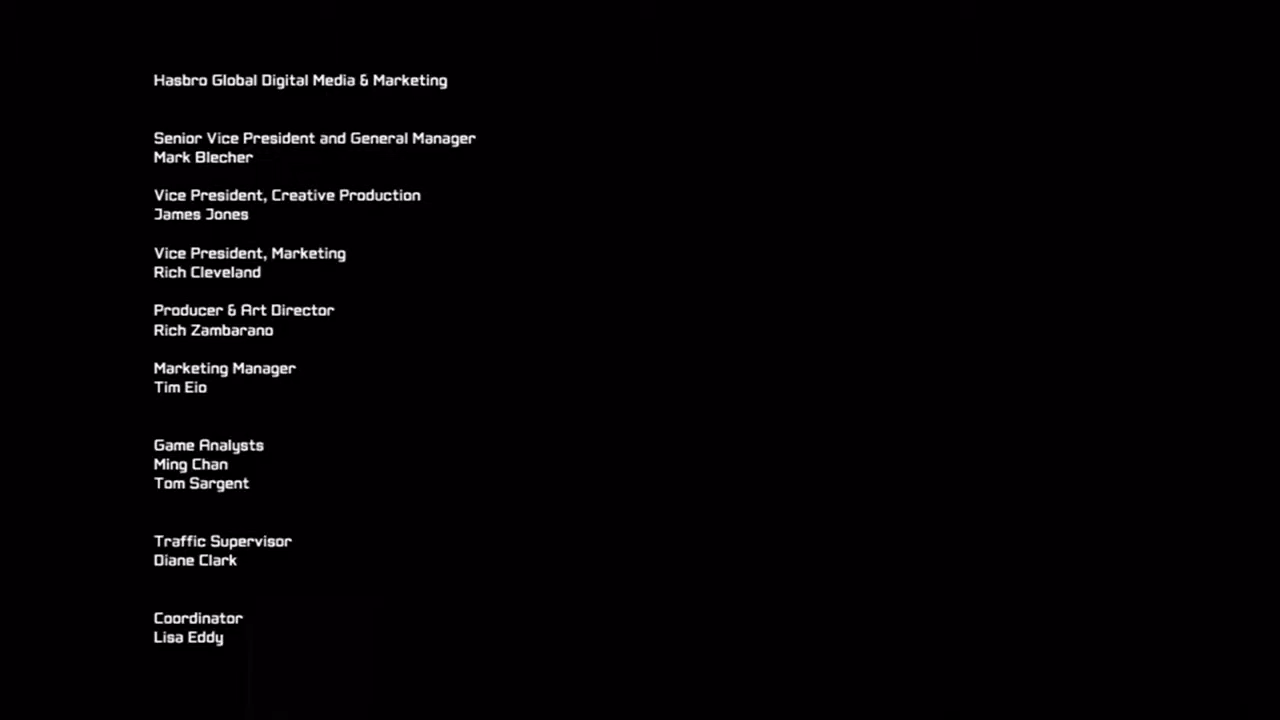 Hasbro Global Digital Media & Marketing
Senior Vice President and General Manager
Mark Blecher
Vice President, Creative Production
James Jones
Vice President, Marketing
Rich Cleveland
Producer & Art Director
Rich Zambarano
Marketing Manager
Tim Eio
Game Analysts
Ming Chan
Tom Sargent
Traffic Supervisor
Diane Clark
Coordinator
Lisa Eddy